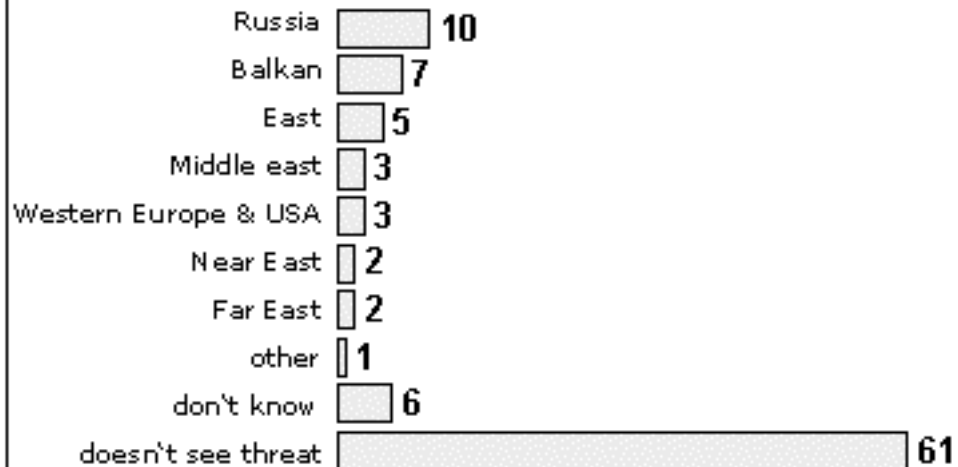 Russia 10
Balkan 7
East 5
Middle east 3
Western Europe & USA 3
Near East 2
Far East 2
other 1
don't know 6
doesn't see threat 61